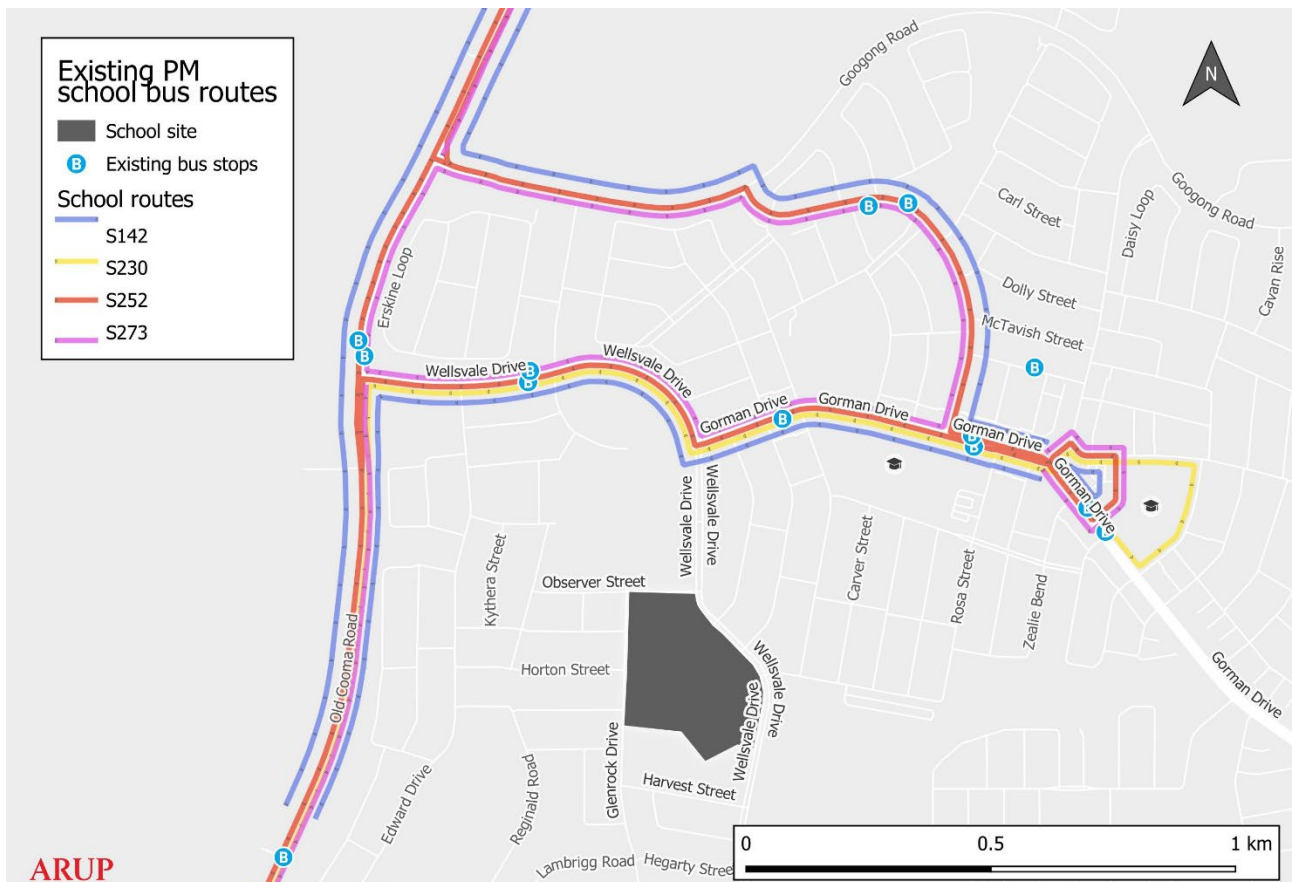 Existing PM
school bus routes
School site
B
Existing bus stops
School routes
S142
S230
S252
S273
N
Googong Road
Googong Road
Carl Street
Daisy Loop
Cavan Rise
Dolly Street
McTavish Street
B
B
B
Erskine Loop
B
B
Wellsvale Drive
B
B
Wellsvale Drive
Gorman Drive
B
Gorman Drive
Gorman Drive
B
B
Gorman Drive
B
B
Wellsvale Drive
Wellsvale Drive
Carver Street
Rosa Street
Zealie Bend
Kythera Street
Observer Street
Horton Street
Wellsvale Drive
Wellsvale Drive
Gorman Drive
Old Cooma Road
Glenrock Drive
Harvest Street
Edward Drive
Reginald Road
Lambrigg Road
Hegarty Stree
B
0
0.5
1 km
ARUP